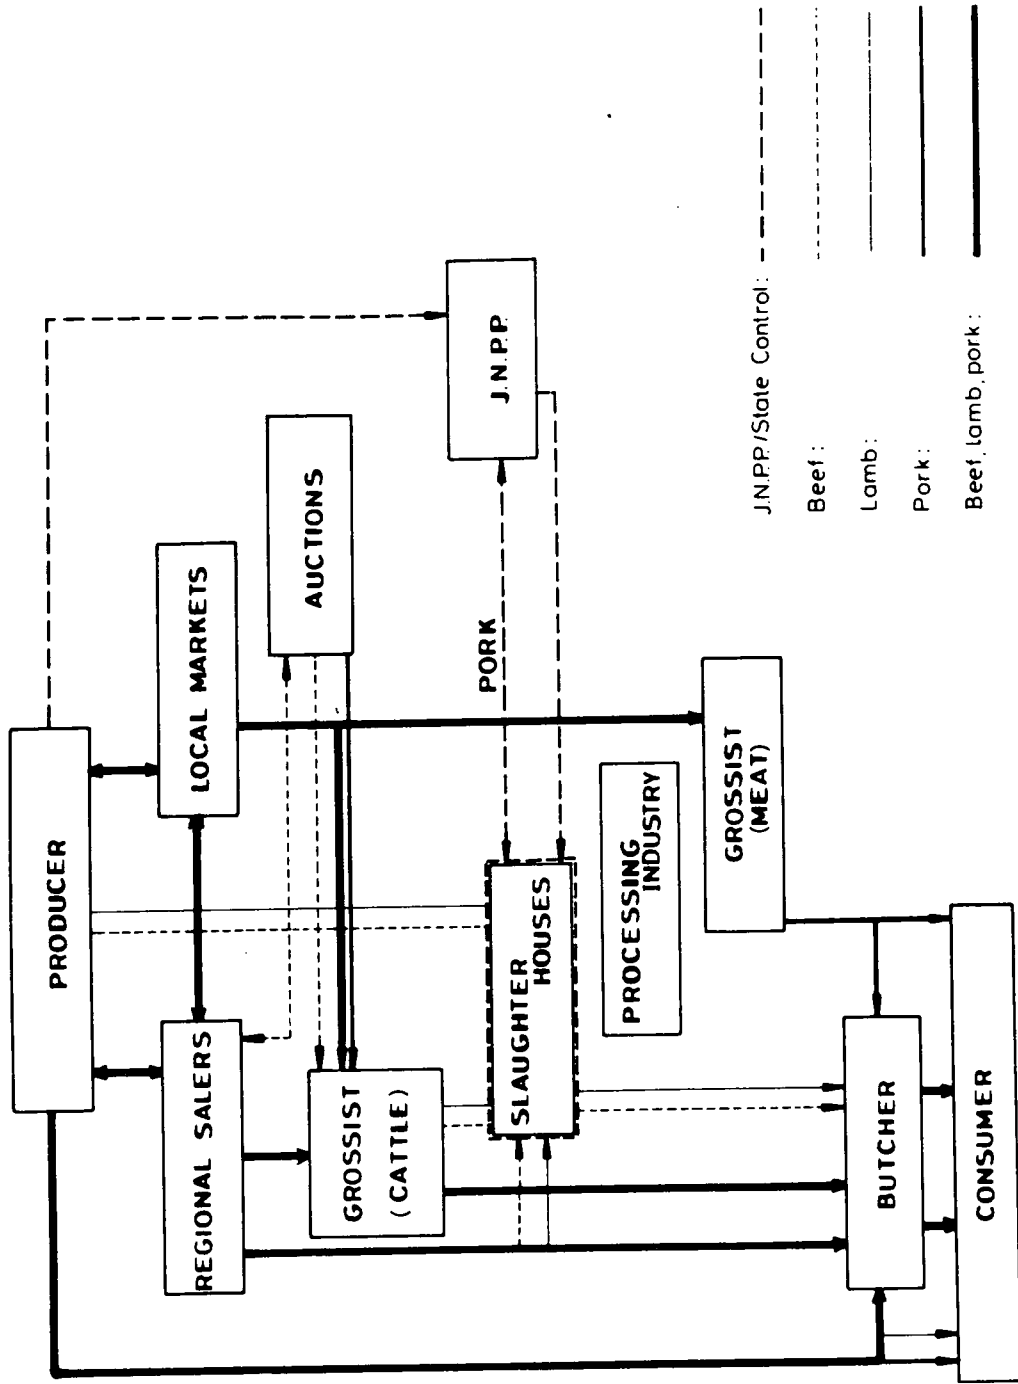 PRODUCER
REGIONAL SALERS
LOCAL MARKETS
AUCTIONS
GROSSIST
(CATTLE)
J.N.P.P.
PORK
SLAUGHTER
HOUSES
PROCESSING
INDUSTRY
GROSSIST
(MEAT)
BUTCHER
CONSUMER
J.N.P.P./State Control:
Beef:
Lamb:
Pork:
Beef, lamb, pork: